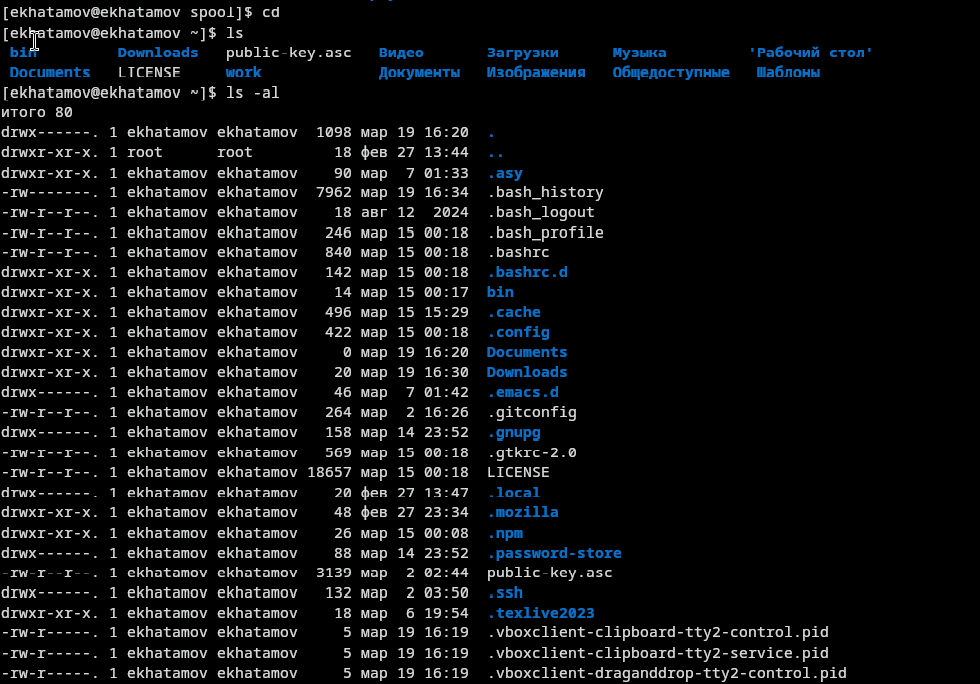 [ekhatamov@ekhatamov spool]$ cd
[ekhatamov@ekhatamov ~]$ ls
bin Downloads public-key.asc Видео Загрузки Музыка 'Рабочий стол'
Documents LICENSE work Документы Изображения Общедоступные Шаблоны
[ekhatamov@ekhatamov ~]$ ls -al
итого 80
drwx------. 1 ekhatamov ekhatamov 1098 мар 19 16:20 .
drwxr-xr-x. 1 root root 18 фев 27 13:44 ..
drwxr-xr-x. 1 ekhatamov ekhatamov 90 мар 7 01:33 .asy
-rw-------. 1 ekhatamov ekhatamov 7962 мар 19 16:34 .bash_history
-rw-r--r--. 1 ekhatamov ekhatamov 18 авг 12 2024 .bash_logout
-rw-r--r--. 1 ekhatamov ekhatamov 246 мар 15 00:18 .bash_profile
-rw-r--r--. 1 ekhatamov ekhatamov 840 мар 15 00:18 .bashrc
drwxr-xr-x. 1 ekhatamov ekhatamov 142 мар 15 00:18 .bashrc.d
drwxr-xr-x. 1 ekhatamov ekhatamov 14 мар 15 00:17 bin
drwxr-xr-x. 1 ekhatamov ekhatamov 496 мар 15 15:29 .cache
drwxr-xr-x. 1 ekhatamov ekhatamov 422 мар 15 00:18 .config
drwxr-xr-x. 1 ekhatamov ekhatamov 0 мар 19 16:20 Documents
drwxr-xr-x. 1 ekhatamov ekhatamov 20 мар 19 16:30 Downloads
drwx------. 1 ekhatamov ekhatamov 46 мар 7 01:42 .emacs.d
-rw-r--r--. 1 ekhatamov ekhatamov 264 мар 2 16:26 .gitconfig
drwx------. 1 ekhatamov ekhatamov 158 мар 14 23:52 .gnupg
-rw-r--r--. 1 ekhatamov ekhatamov 569 мар 15 00:18 .gtkrc-2.0
-rw-r--r--. 1 ekhatamov ekhatamov 18657 мар 15 00:18 LICENSE
drwx------. 1 ekhatamov ekhatamov 20 фев 27 13:47 .local
drwxr-xr-x. 1 ekhatamov ekhatamov 48 фев 27 23:34 .mozilla
drwxr-xr-x. 1 ekhatamov ekhatamov 26 мар 15 00:08 .npm
drwx------. 1 ekhatamov ekhatamov 88 мар 14 23:52 .password-store
-rw-r--r--. 1 ekhatamov ekhatamov 3139 мар 2 02:44 public-key.asc
drwx------. 1 ekhatamov ekhatamov 132 мар 2 03:50 .ssh
drwxr-xr-x. 1 ekhatamov ekhatamov 18 мар 6 19:54 .texlive2023
-rw-r-----. 1 ekhatamov ekhatamov 5 мар 19 16:19 .vboxclient-clipboard-tty2-control.pid
-rw-r-----. 1 ekhatamov ekhatamov 5 мар 19 16:19 .vboxclient-clipboard-tty2-service.pid
-rw-r-----. 1 ekhatamov ekhatamov 5 мар 19 16:19 .vboxclient-draganddrop-tty2-control.pid